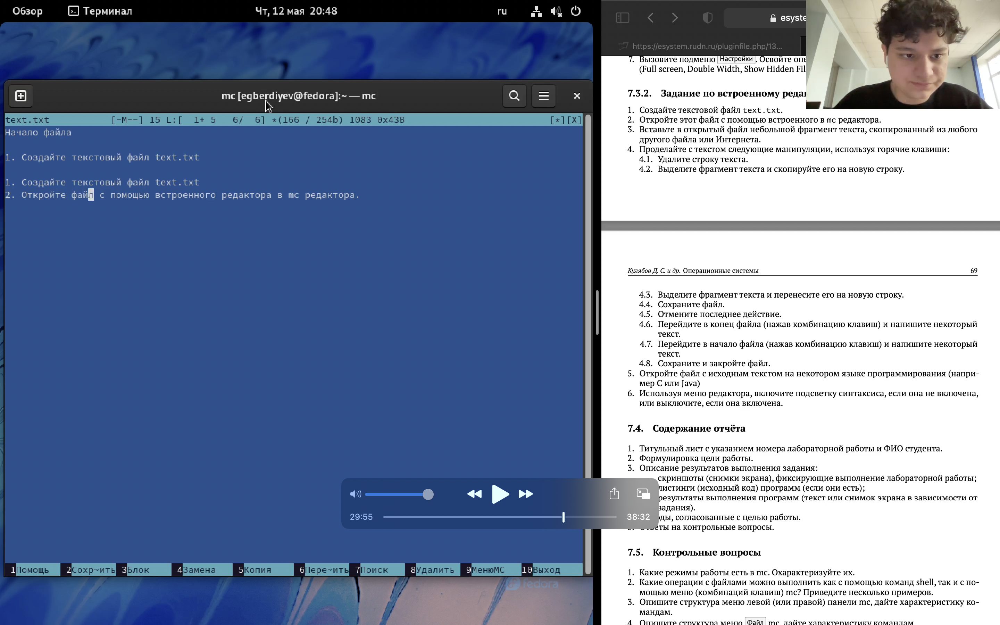 Обзор
Терминал
Чт, 12 мая 20:48
ru
mc [egberdiyev@fedora]:~ — mc
text.txt [-M--] 15 L:[ 1+ 5 6/ 6] *(166 / 254b) 1083 0x43B [*][X]
Начало файла
1. Создайте текстовый файл text.txt
1. Создайте текстовый файл text.txt
2. Откройте файл с помощью встроенного редактора в mc редактора.
29:55
38:32
1Помощь 2Сохр~ить 3Блок 4Замена 5Копия 6Пере~ить 7Поиск 8Удалить 9МенюMC 10Выход
fedora
esyste
https://esystem.rudn.ru/pluginfile.php/13...
7. Вызовите подменю Настройки. Освойте опе
(Full screen, Double Width, Show Hidden Fil
7.3.2. Задание по встроенному реда
1. Создайте текстовой файл text.txt.
2. Откройте этот файл с помощью встроенного в mc редактора.
3. Вставьте в открытый файл небольшой фрагмент текста, скопированный из любого
другого файла или Интернета.
4. Проделайте с текстом следующие манипуляции, используя горячие клавиши:
4.1. Удалите строку текста.
4.2. Выделите фрагмент текста и скопируйте его на новую строку.
Кулябов Д. С. и др. Операционные системы 69
4.3. Выделите фрагмент текста и перенесите его на новую строку.
4.4. Сохраните файл.
4.5. Отмените последнее действие.
4.6. Перейдите в конец файла (нажав комбинацию клавиш) и напишите некоторый
текст.
4.7. Перейдите в начало файла (нажав комбинацию клавиш) и напишите некоторый
текст.
4.8. Сохраните и закройте файл.
5. Откройте файл с исходным текстом на некотором языке программирования (напри-
мер C или Java)
6. Используя меню редактора, включите подсветку синтаксиса, если она не включена,
или выключите, если она включена.
7.4. Содержание отчёта
1. Титульный лист с указанием номера лабораторной работы и ФИО студента.
2. Формулировка цели работы.
3. Описание результатов выполнения задания:
скриншоты (снимки экрана), фиксирующие выполнение лабораторной работы;
листинги (исходный код) программ (если они есть);
результаты выполнения программ (текст или снимок экрана в зависимости от
задания).
оды, согласованные с целью работы.
еты на контрольные вопросы.
7.5. Контрольные вопросы
1. Какие режимы работы есть в mc. Охарактеризуйте их.
2. Какие операции с файлами можно выполнить как с помощью команд shell, так и с по-
мощью меню (комбинаций клавиш) mc? Приведите несколько примеров.
3. Опишите структура меню левой (или правой) панели mc, дайте характеристику ко-
мандам.
4. Опишите структура меню Файл mc, дайте характеристику командам.